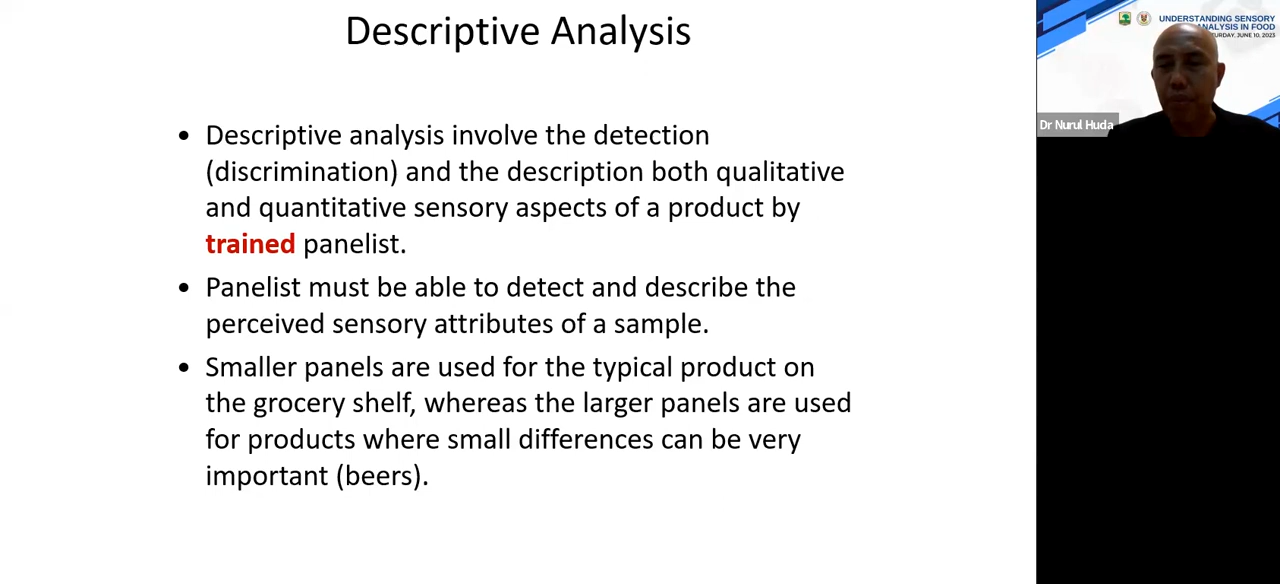 Descriptive Analysis
• Descriptive analysis involve the detection
(discrimination) and the description both qualitative
and quantitative sensory aspects of a product by
trained panelist.
• Panelist must be able to detect and describe the
perceived sensory attributes of a sample.
• Smaller panels are used for the typical product on
the grocery shelf, whereas the larger panels are used
for products where small differences can be very
important (beers).
UNDERSTANDING SENSORY
ANALYSIS IN FOOD
JUNE 10, 2023
Dr Nurul Huda